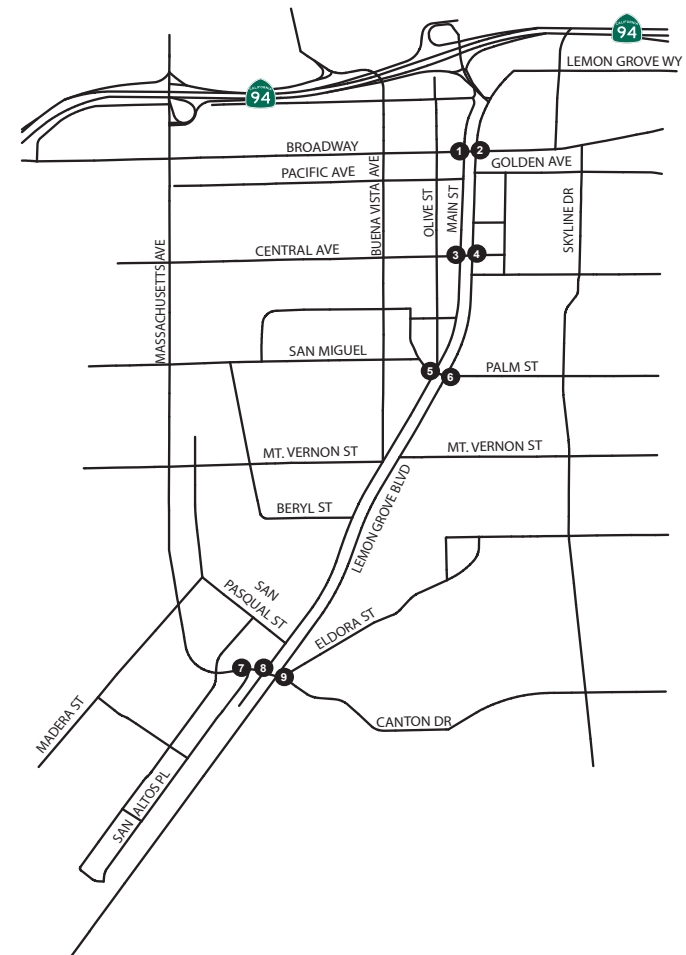 CALIFORNIA
94
LEMON GROVE WY
CALIFORNIA
94
BROADWAY
1
2
GOLDEN AVE
PACIFIC AVE
BUENA VISTA AVE
OLIVE ST
MAIN ST
SKYLINE DR
MASSACHUSETTS AVE
CENTRAL AVE
3
4
SAN MIGUEL
5
6
PALM ST
MT. VERNON ST
MT. VERNON ST
LEMON GROVE BLVD
BERYL ST
SAN
PASQUAL ST
ELDORA ST
7
8
9
MADERA ST
CANTON DR
SAN ALTOS PL